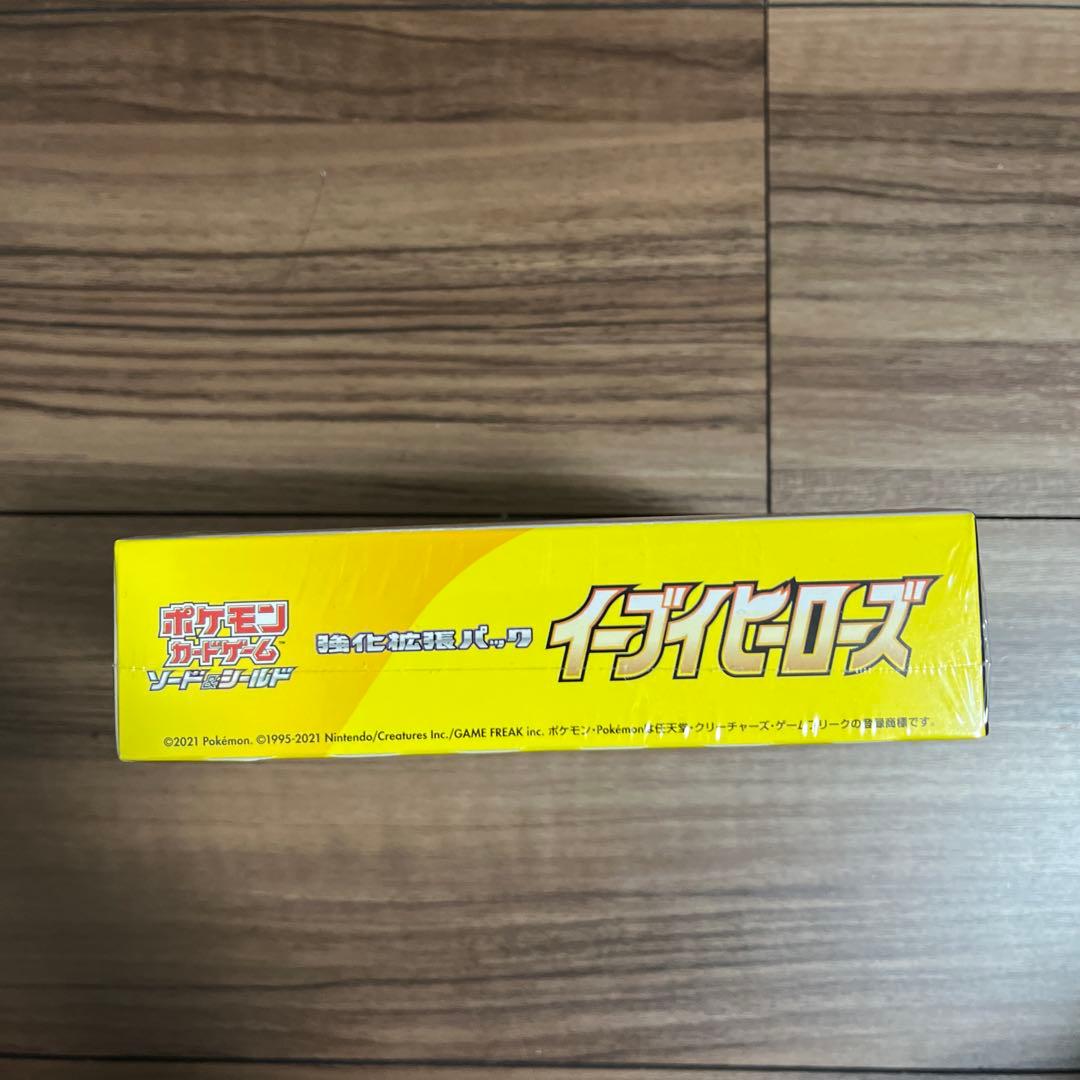 ポケモン
カードゲーム™
ソード&シールド
強化拡張パック
イーブイヒーローズ
©2021 Pokémon. ©1995-2021 Nintendo/Creatures Inc./GAME FREAK inc. ポケモン・Pokémonは任天堂・クリーチャーズ・ゲームフリークの登録商標です。